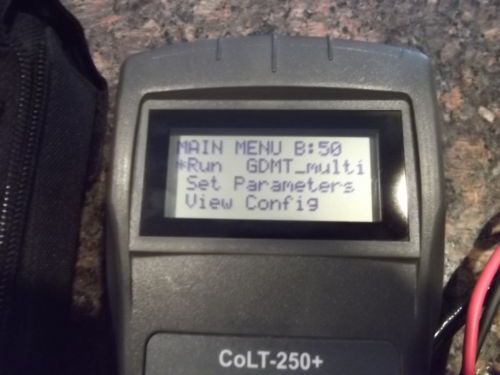 MAIN MENU B:50
*Run GDMT_multi
Set Parameters
View Config
CoLT-250+